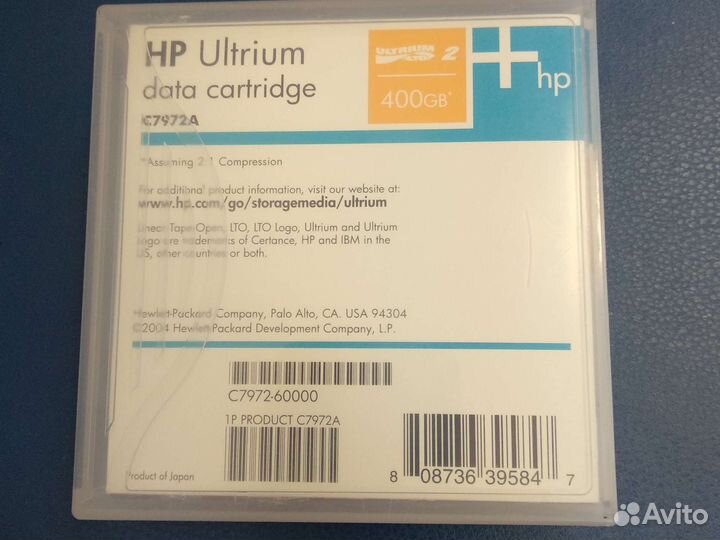 HP Ultrium
data cartridge
C7972A
ULTRIUM 2
LTO
400GB*
hp
*Assuming 2:1 Compression
For additional product information, visit our website at:
www.hp.com/go/storagemedia/ultrium
Linear Tape-Open, LTO, LTO Logo, Ultrium and Ultrium
Logo are trademarks of Certance, HP and IBM in the
US, other countries or both.
Hewlett-Packard Company, Palo Alto, CA. USA 94304
©2004 Hewlett-Packard Development Company, L.P.
C7972-60000
1P PRODUCT C7972A
Product of Japan
8 08736 39584 7
Avito